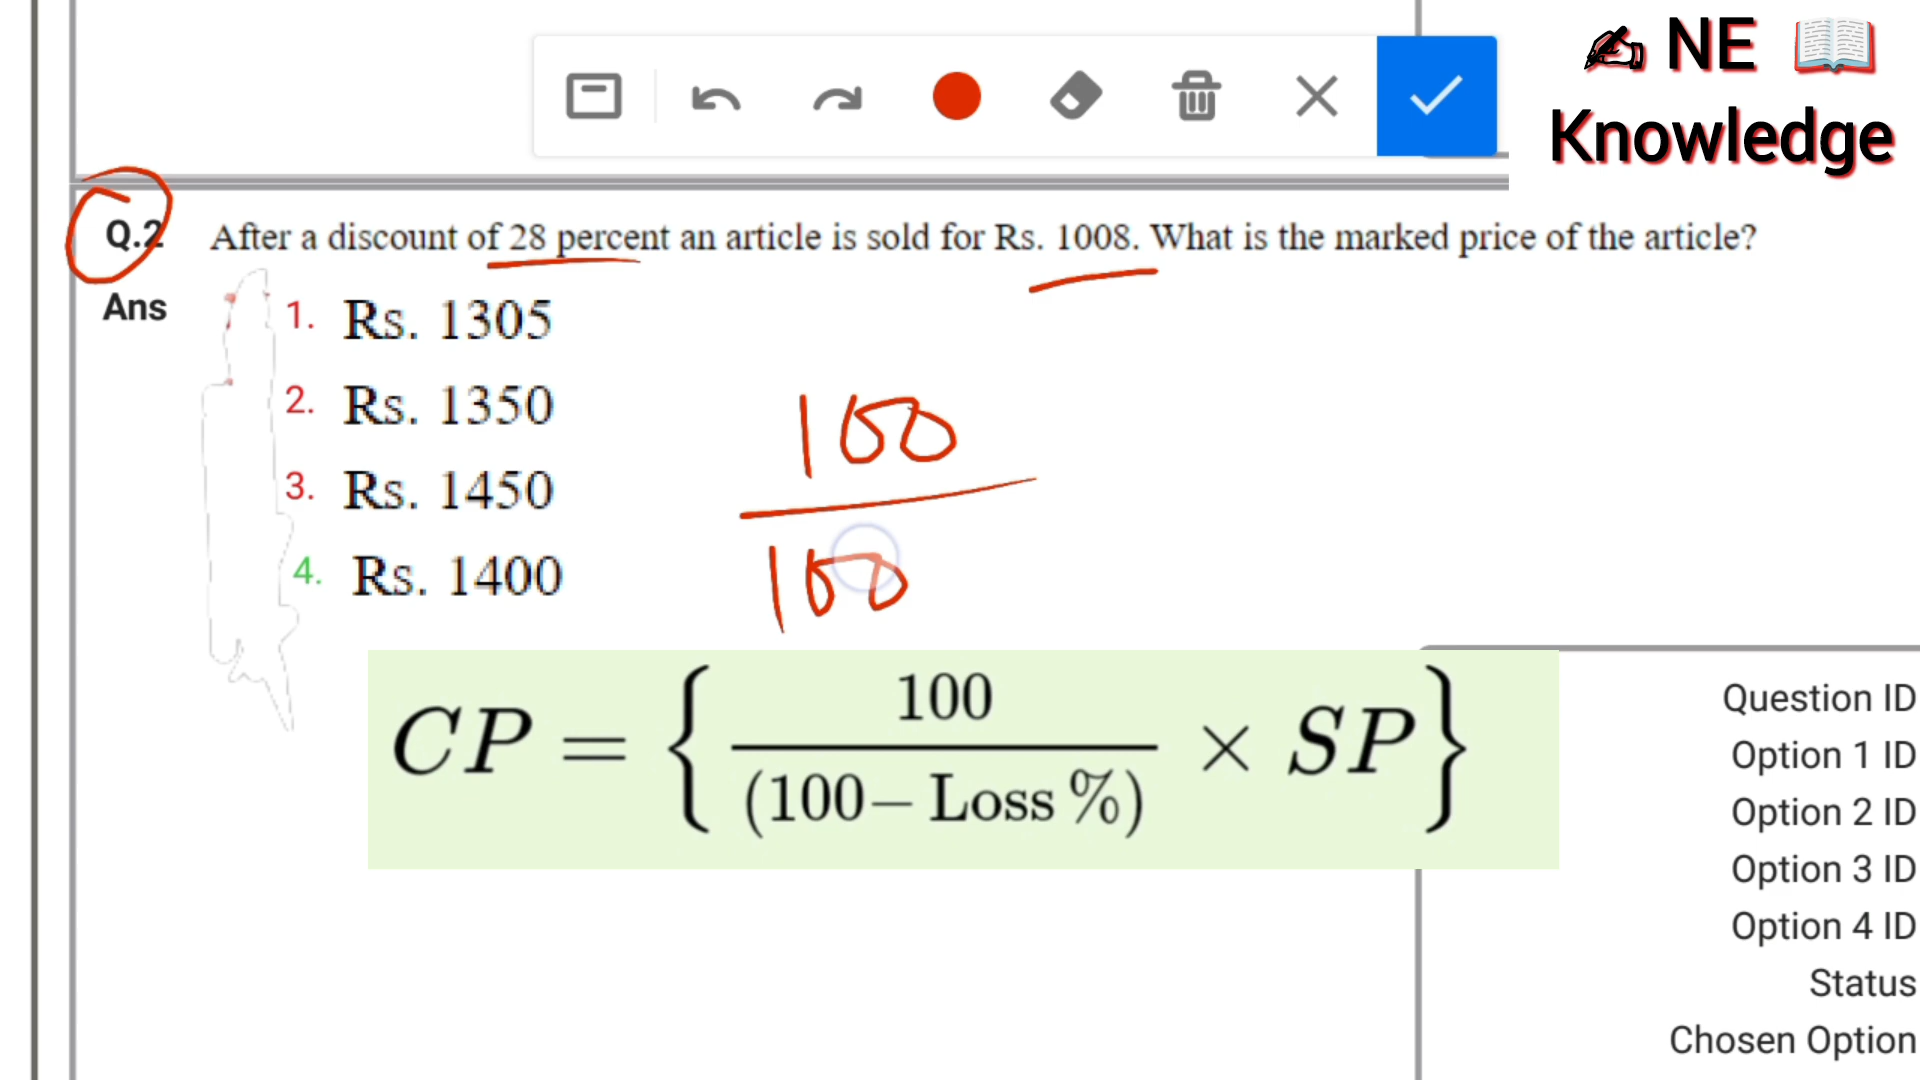 ✍ NE 📖
Knowledge
Q.2 After a discount of 28 percent an article is sold for Rs. 1008. What is the marked price of the article?
Ans 1. Rs. 1305
2. Rs. 1350
3. Rs. 1450
4. Rs. 1400
100
100
CP = { 100 / (100 – Loss %) × SP }
Question ID
Option 1 ID
Option 2 ID
Option 3 ID
Option 4 ID
Status
Chosen Option